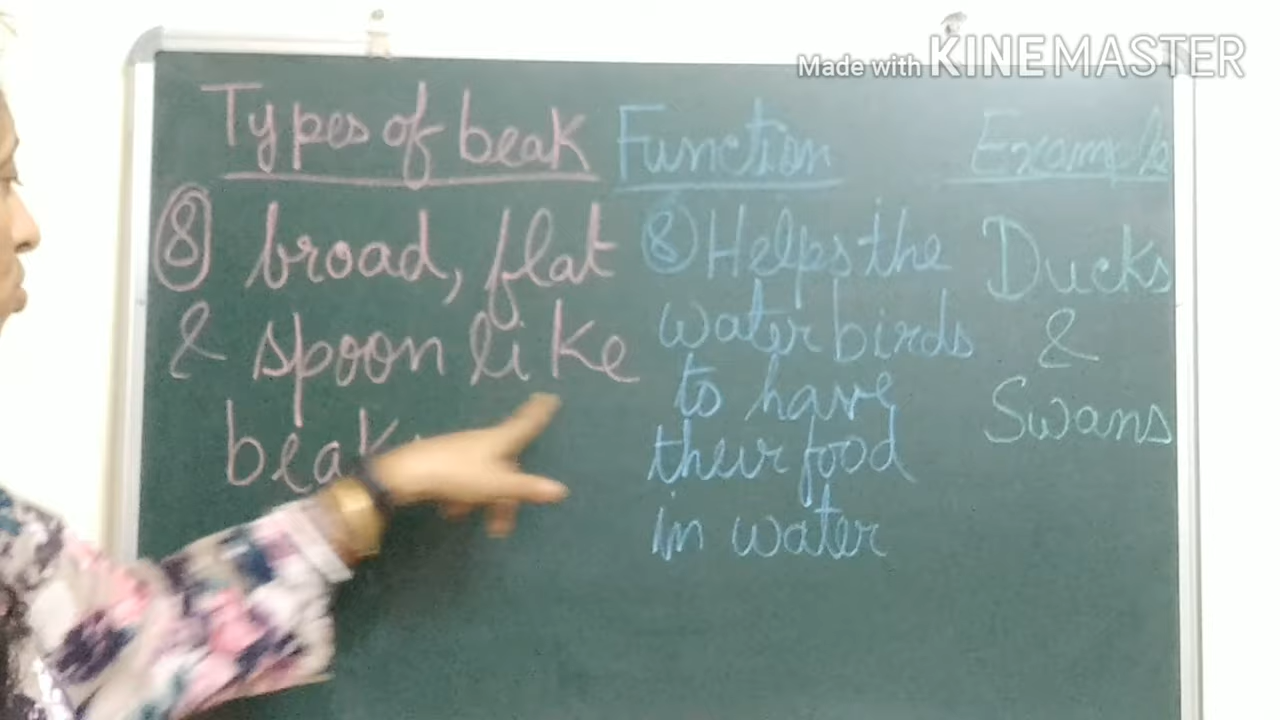 Made with KINEMASTER
Types of beak
⑧ broad, flat
& spoon like
beak
Function
⑧ Helps the
water birds
to have
their food
in water
Example
Ducks
&
Swans